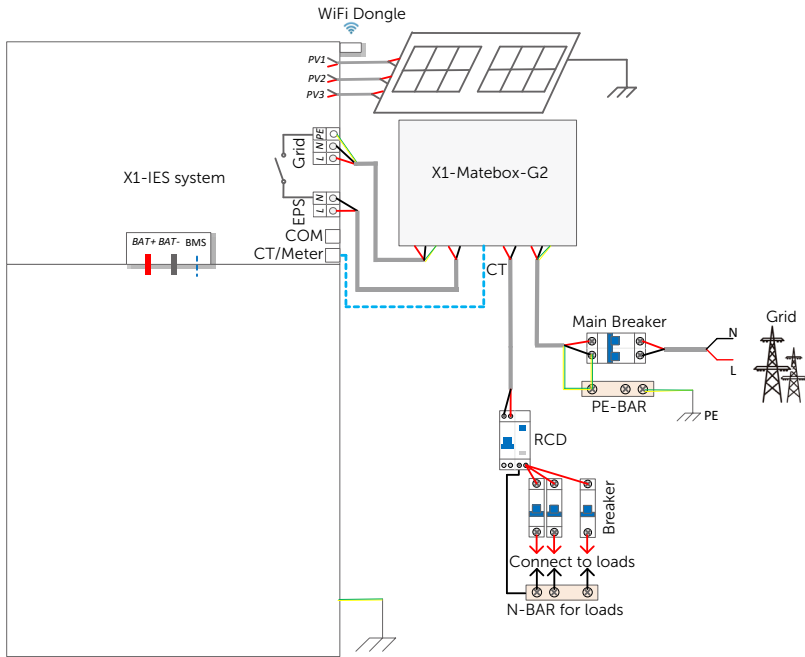 WiFi Dongle
PV1
PV2
PV3
Grid
PE
N
L
X1-IES system
X1-Matebox-G2
EPS
N
L
COM
CT/Meter
BAT+ BAT- BMS
CT
Main Breaker
Grid
N
L
PE-BAR
PE
RCD
Breaker
Connect to loads
N-BAR for loads